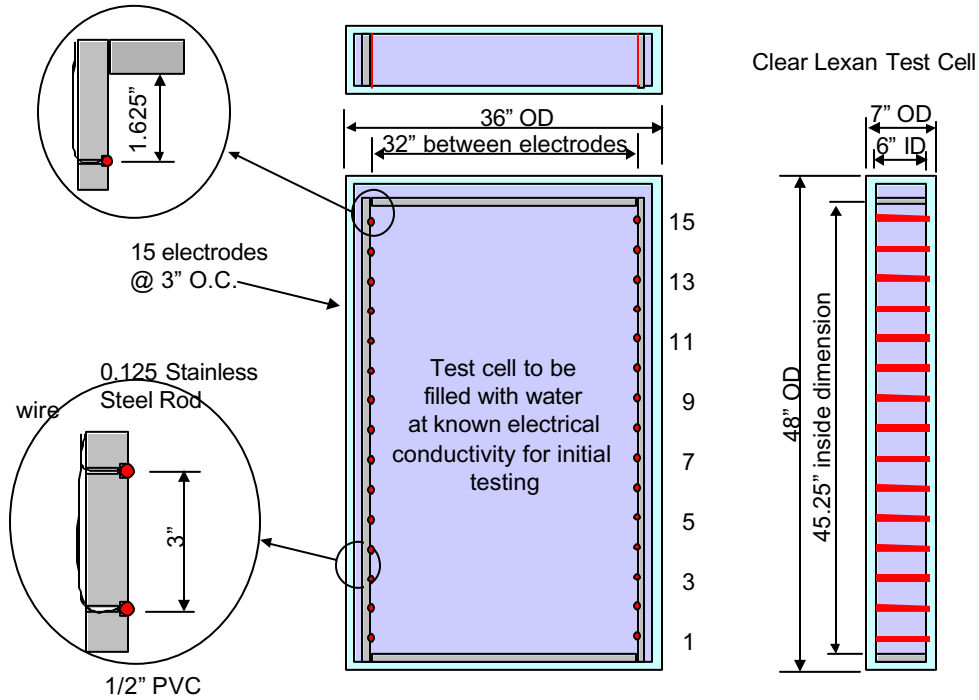 Clear Lexan Test Cell
1.625”
36” OD
32” between electrodes
7” OD
6” ID
15 electrodes
@ 3” O.C.
15
13
11
9
7
5
3
1
Test cell to be
filled with water
at known electrical
conductivity for initial
testing
48” OD
45.25” inside dimension
0.125 Stainless
Steel Rod
wire
3”
1/2” PVC